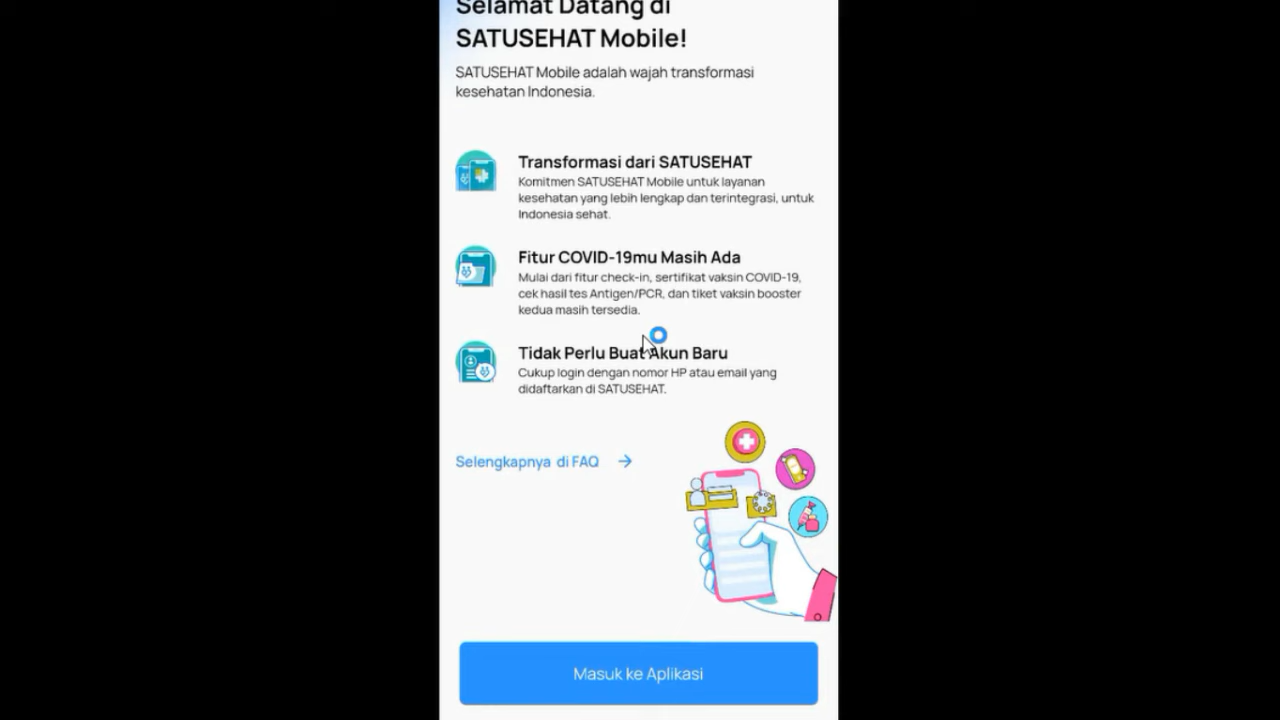 Selamat Datang di
SATUSEHAT Mobile!
SATUSEHAT Mobile adalah wajah transformasi
kesehatan Indonesia.
Transformasi dari SATUSEHAT
Komitmen SATUSEHAT Mobile untuk layanan
kesehatan yang lebih lengkap dan terintegrasi, untuk
Indonesia sehat.
Fitur COVID-19mu Masih Ada
Mulai dari fitur check-in, sertifikat vaksin COVID-19,
cek hasil tes Antigen/PCR, dan tiket vaksin booster
kedua masih tersedia.
Tidak Perlu Buat Akun Baru
Cukup login dengan nomor HP atau email yang
didaftarkan di SATUSEHAT.
Selengkapnya di FAQ
Masuk ke Aplikasi